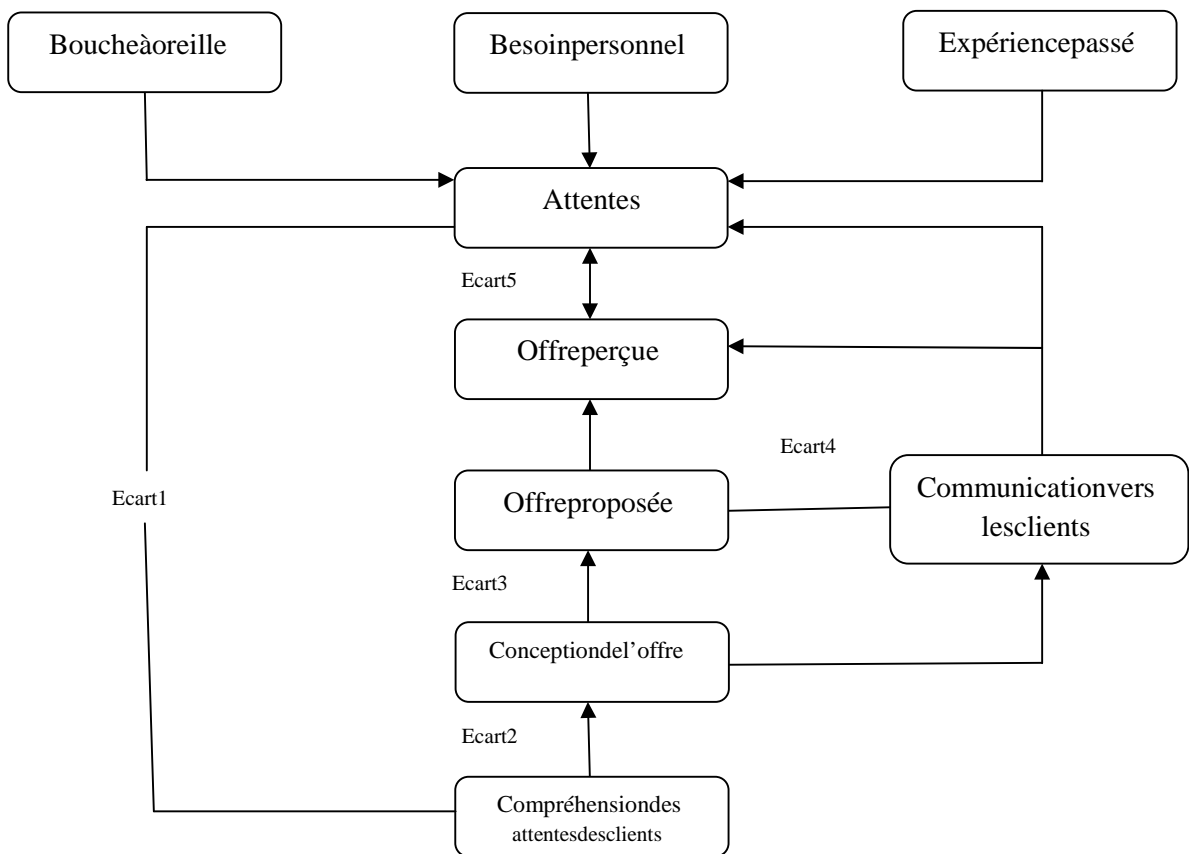 Boucheàoreille
Besoinpersonnel
Expériencepassé
Attentes
Ecart5
Offreperçue
Ecart4
Ecart1
Offreproposée
Communicationvers
lesclients
Ecart3
Conceptiondel’offre
Ecart2
Compréhensiondes
attentesdesclients